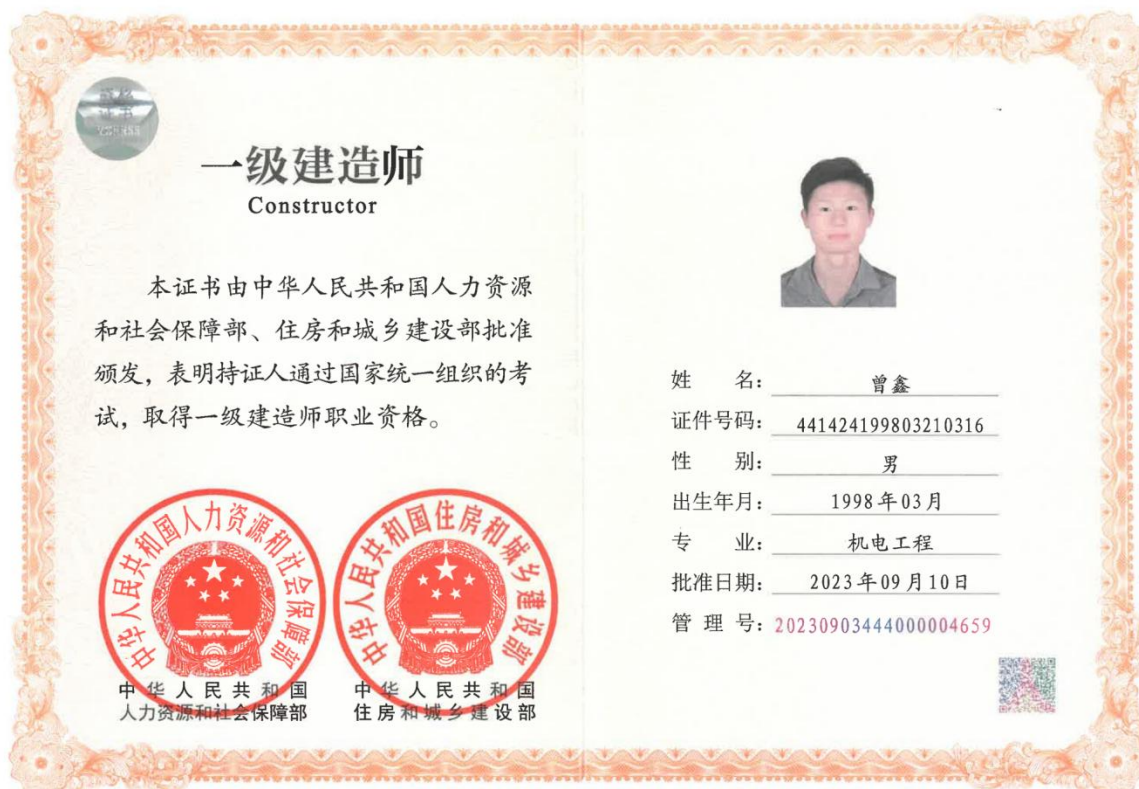 资格
证书
一级建造师
Constructor
本证书由中华人民共和国人力资源
和社会保障部、住房和城乡建设部批准
颁发，表明持证人通过国家统一组织的考
试，取得一级建造师职业资格。
中华人民共和国人力资源和社会保障部
中华人民共和国住房和城乡建设部
中华人民共和国
人力资源和社会保障部
中华人民共和国
住房和城乡建设部
姓名：曾鑫
证件号码：441424199803210316
性别：男
出生年月：1998年03月
专业：机电工程
批准日期：2023年09月10日
管理号：20230903444000004659